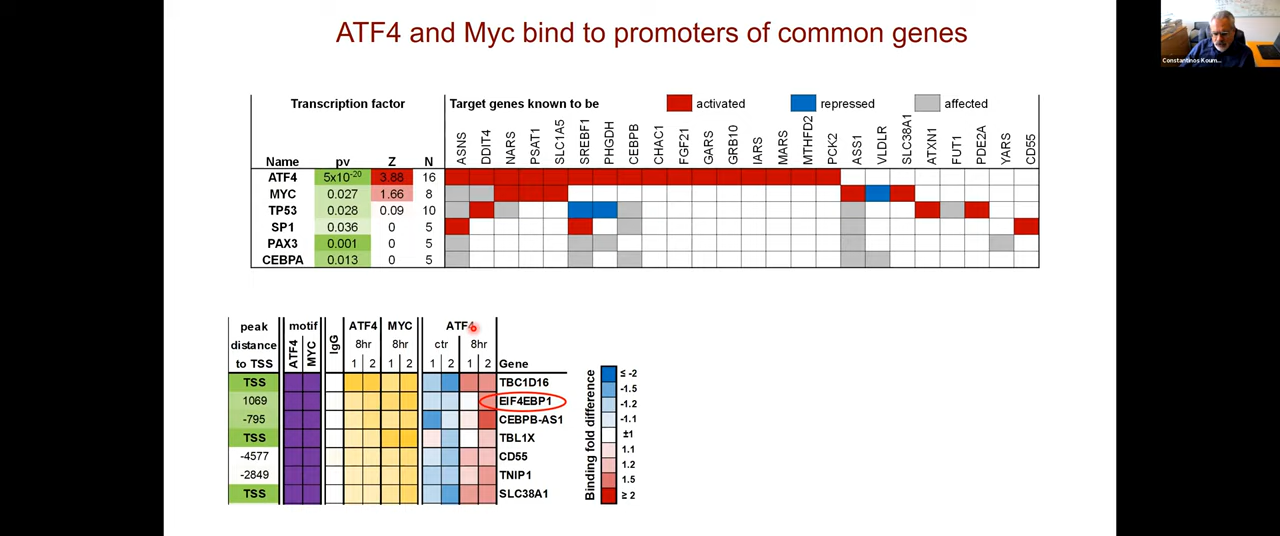 ATF4 and Myc bind to promoters of common genes
Constantinos Koum...
Transcription factor
Target genes known to be
activated
repressed
affected
Name pv Z N
ASNS DDIT4 NARS PSAT1 SLC1A5 SREBF1 PHGDH CEBPB CHAC1 FGF21 GARS GRB10 IARS MARS MTHFD2 PCK2 ASS1 VLDLR SLC38A1 ATXN1 FUT1 PDE2A YARS CD55
ATF4 5x10⁻²⁰ 3.88 16
MYC 0.027 1.66 8
TP53 0.028 0.09 10
SP1 0.036 0 5
PAX3 0.001 0 5
CEBPA 0.013 0 5
peak distance to TSS
motif
ATF4 MYC
IgG
ATF4 MYC ATF4
8hr 8hr ctr 8hr
1 2 1 2 1 2 1 2 Gene
TSS TBC1D16
1069 EIF4EBP1
-795 CEBPB-AS1
TSS TBL1X
-4577 CD55
-2849 TNIP1
TSS SLC38A1
Binding fold difference
≤ -2
-1.5
-1.2
-1.1
±1
1.1
1.2
1.5
≥ 2